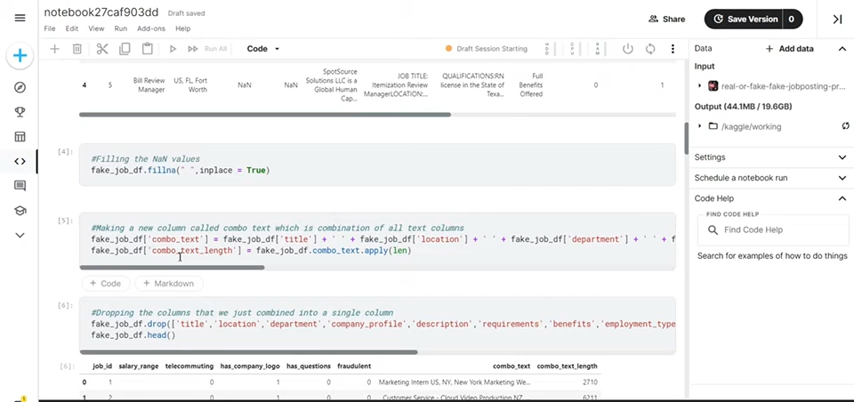 notebook27caf903dd Draft saved
File Edit View Run Add-ons Help
Share
Save Version 0
Run All Code
Draft Session Starting
Data
Add data
Input
real-or-fake-fake-jobposting-pr...
Output (44.1MB / 19.6GB)
/kaggle/working
Settings
Schedule a notebook run
Code Help
FIND CODE HELP
Find Code Help
Search for examples of how to do things
4 5 Bill Review Manager US, FL, Fort Worth NaN NaN SpotSource Solutions LLC is a Global Human Cap... JOB TITLE: Itemization Review ManagerLOCATION:... QUALIFICATIONS:RN license in the State of Texa... Full Benefits Offered 0 1
[4]: #Filling the NaN values
fake_job_df.fillna(" ",inplace = True)
[5]: #Making a new column called combo text which is combination of all text columns
fake_job_df['combo_text'] = fake_job_df['title'] + ' ' + fake_job_df['location'] + ' ' + fake_job_df['department'] + ' ' + f
fake_job_df['combo_text_length'] = fake_job_df.combo_text.apply(len)
+ Code + Markdown
[6]: #Dropping the columns that we just combined into a single column
fake_job_df.drop(['title','location','department','company_profile','description','requirements','benefits','employment_type
fake_job_df.head()
[6]: job_id salary_range telecommuting has_company_logo has_questions fraudulent combo_text combo_text_length
0 1 0 1 0 0 Marketing Intern US, NY, New York Marketing We... 2710
1 2 0 1 0 0 Customer Service - Cloud Video Production NZ 6211